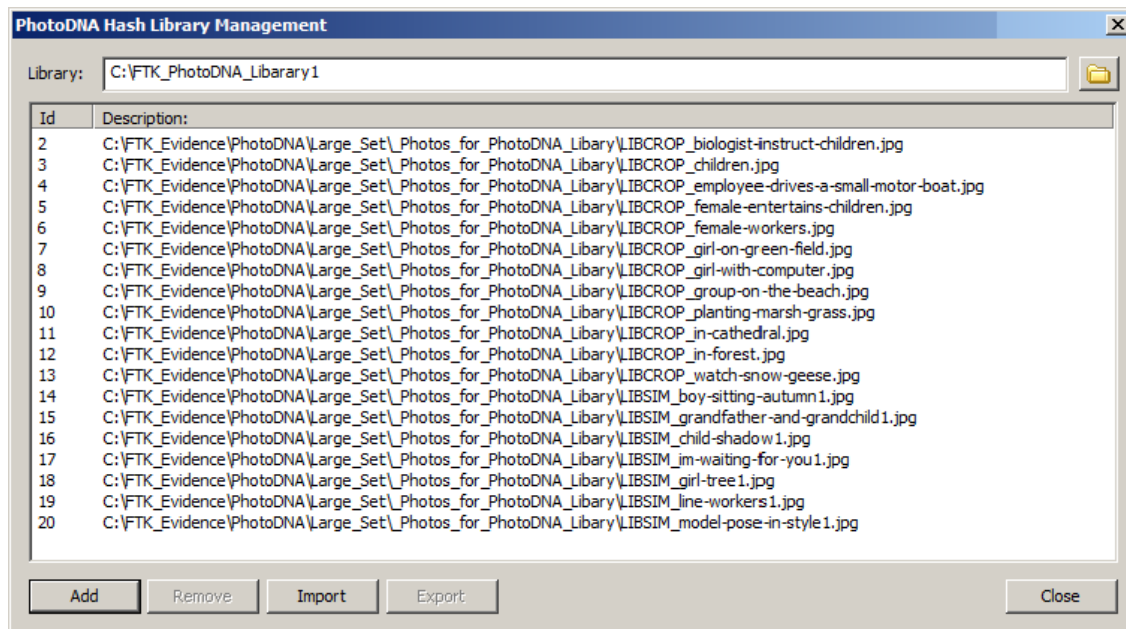 PhotoDNA Hash Library Management
Library: C:\FTK_PhotoDNA_Libarary1
Id Description:
2 C:\FTK_Evidence\PhotoDNA\Large_Set\_Photos_for_PhotoDNA_Libary\LIBCROP_biologist-instruct-children.jpg
3 C:\FTK_Evidence\PhotoDNA\Large_Set\_Photos_for_PhotoDNA_Libary\LIBCROP_children.jpg
4 C:\FTK_Evidence\PhotoDNA\Large_Set\_Photos_for_PhotoDNA_Libary\LIBCROP_employee-drives-a-small-motor-boat.jpg
5 C:\FTK_Evidence\PhotoDNA\Large_Set\_Photos_for_PhotoDNA_Libary\LIBCROP_female-entertains-children.jpg
6 C:\FTK_Evidence\PhotoDNA\Large_Set\_Photos_for_PhotoDNA_Libary\LIBCROP_female-workers.jpg
7 C:\FTK_Evidence\PhotoDNA\Large_Set\_Photos_for_PhotoDNA_Libary\LIBCROP_girl-on-green-field.jpg
8 C:\FTK_Evidence\PhotoDNA\Large_Set\_Photos_for_PhotoDNA_Libary\LIBCROP_girl-with-computer.jpg
9 C:\FTK_Evidence\PhotoDNA\Large_Set\_Photos_for_PhotoDNA_Libary\LIBCROP_group-on-the-beach.jpg
10 C:\FTK_Evidence\PhotoDNA\Large_Set\_Photos_for_PhotoDNA_Libary\LIBCROP_planting-marsh-grass.jpg
11 C:\FTK_Evidence\PhotoDNA\Large_Set\_Photos_for_PhotoDNA_Libary\LIBCROP_in-cathedral.jpg
12 C:\FTK_Evidence\PhotoDNA\Large_Set\_Photos_for_PhotoDNA_Libary\LIBCROP_in-forest.jpg
13 C:\FTK_Evidence\PhotoDNA\Large_Set\_Photos_for_PhotoDNA_Libary\LIBCROP_watch-snow-geese.jpg
14 C:\FTK_Evidence\PhotoDNA\Large_Set\_Photos_for_PhotoDNA_Libary\LIBSIM_boy-sitting-autumn1.jpg
15 C:\FTK_Evidence\PhotoDNA\Large_Set\_Photos_for_PhotoDNA_Libary\LIBSIM_grandfather-and-grandchild1.jpg
16 C:\FTK_Evidence\PhotoDNA\Large_Set\_Photos_for_PhotoDNA_Libary\LIBSIM_child-shadow1.jpg
17 C:\FTK_Evidence\PhotoDNA\Large_Set\_Photos_for_PhotoDNA_Libary\LIBSIM_im-waiting-for-you1.jpg
18 C:\FTK_Evidence\PhotoDNA\Large_Set\_Photos_for_PhotoDNA_Libary\LIBSIM_girl-tree1.jpg
19 C:\FTK_Evidence\PhotoDNA\Large_Set\_Photos_for_PhotoDNA_Libary\LIBSIM_line-workers1.jpg
20 C:\FTK_Evidence\PhotoDNA\Large_Set\_Photos_for_PhotoDNA_Libary\LIBSIM_model-pose-in-style1.jpg
Add Remove Import Export Close